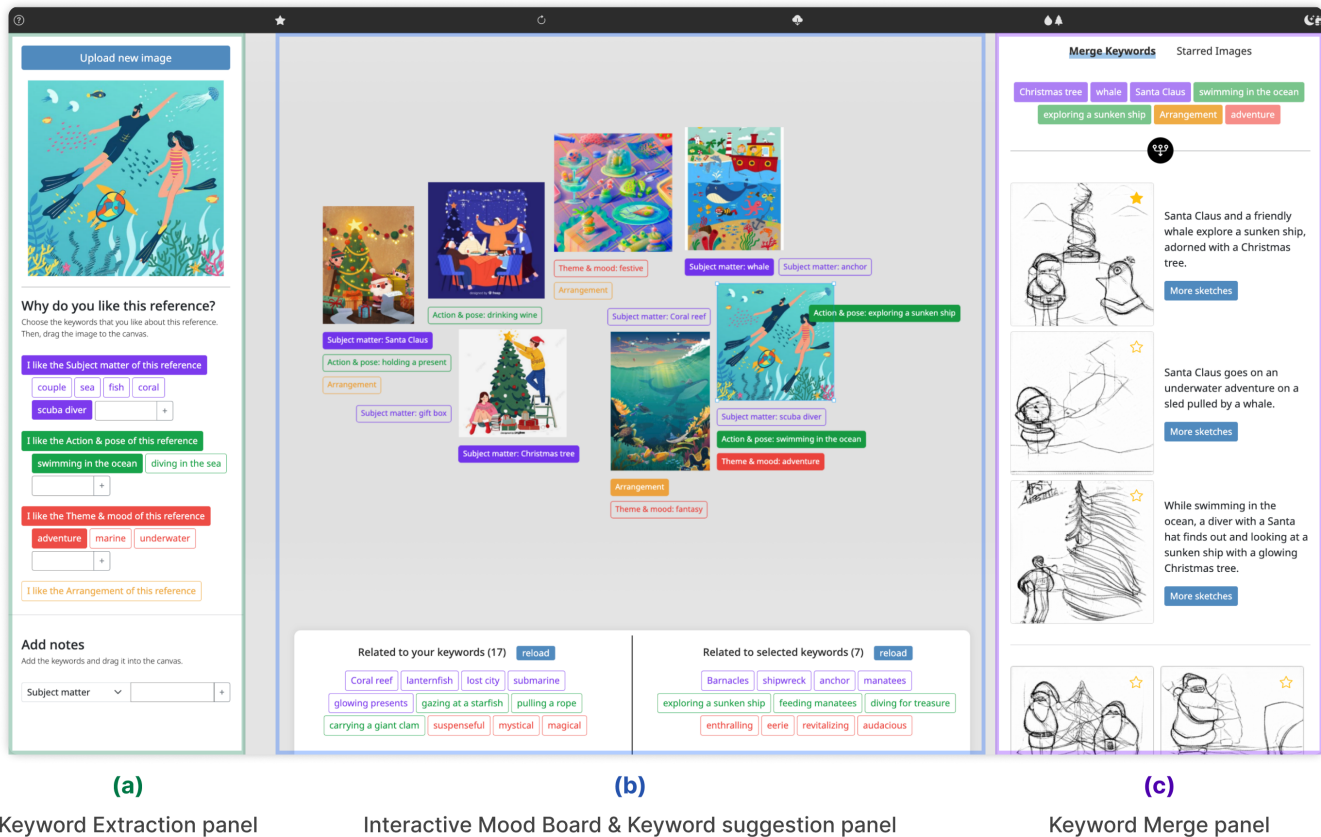 Upload new image
Why do you like this reference?
Choose the keywords that you like about this reference.
Then, drag the image to the canvas.
I like the Subject matter of this reference
couple
sea
fish
coral
scuba diver
+
I like the Action & pose of this reference
swimming in the ocean
diving in the sea
+
I like the Theme & mood of this reference
adventure
marine
underwater
+
I like the Arrangement of this reference
Add notes
Add the keywords and drag it into the canvas.
Subject matter
+
Theme & mood: festive
Arrangement
Subject matter: whale
Subject matter: anchor
Action & pose: drinking wine
Subject matter: Coral reef
Action & pose: exploring a sunken ship
Subject matter: Santa Claus
Action & pose: holding a present
Arrangement
Subject matter: gift box
Subject matter: Christmas tree
Subject matter: scuba diver
Action & pose: swimming in the ocean
Theme & mood: adventure
Arrangement
Theme & mood: fantasy
Related to your keywords (17)
reload
Coral reef
lanternfish
lost city
submarine
glowing presents
gazing at a starfish
pulling a rope
carrying a giant clam
suspenseful
mystical
magical
Related to selected keywords (7)
reload
Barnacles
shipwreck
anchor
manatees
exploring a sunken ship
feeding manatees
diving for treasure
enthralling
eerie
revitalizing
audacious
Merge Keywords
Starred Images
Christmas tree
whale
Santa Claus
swimming in the ocean
exploring a sunken ship
Arrangement
adventure
Santa Claus and a friendly
whale explore a sunken ship,
adorned with a Christmas
tree.
More sketches
Santa Claus goes on an
underwater adventure on a
sled pulled by a whale.
More sketches
While swimming in the
ocean, a diver with a Santa
hat finds out and looking at a
sunken ship with a glowing
Christmas tree.
More sketches
(a)
Keyword Extraction panel
(b)
Interactive Mood Board & Keyword suggestion panel
(c)
Keyword Merge panel